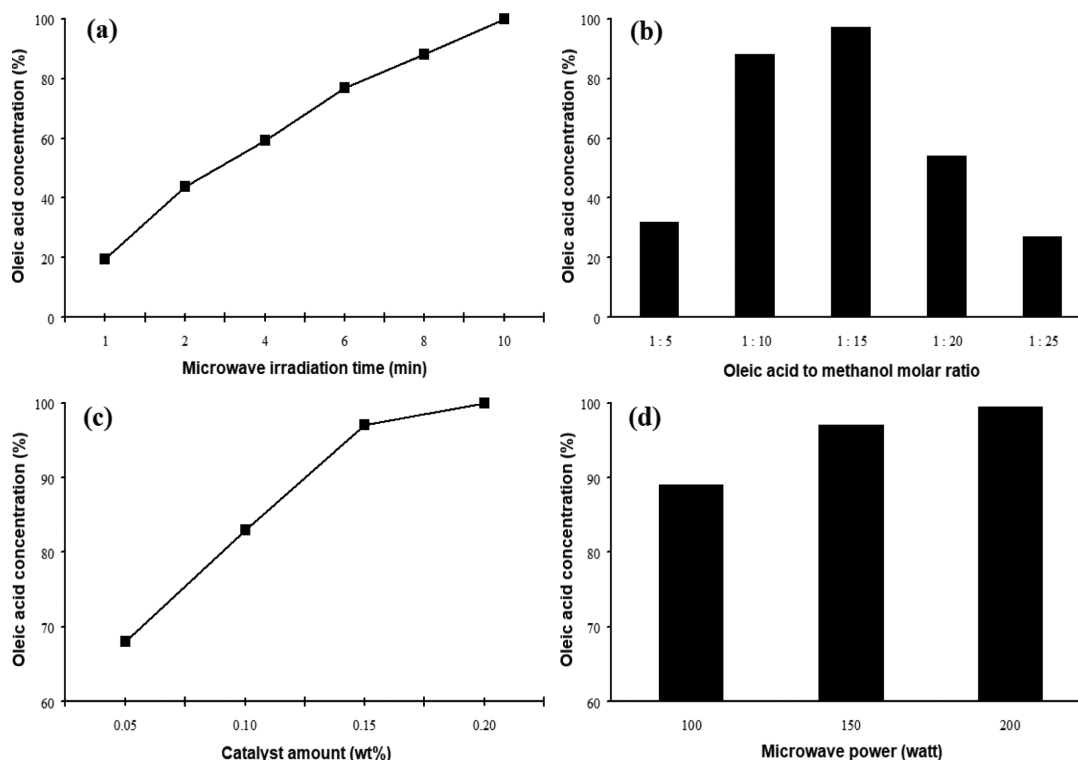 (a)
Oleic acid concentration (%)
100
80
60
40
20
0
1 2 4 6 8 10
Microwave irradiation time (min)
(b)
Oleic acid concentration (%)
100
80
60
40
20
0
1 : 5 1 : 10 1 : 15 1 : 20 1 : 25
Oleic acid to methanol molar ratio
(c)
Oleic acid concentration (%)
100
90
80
70
60
0.05 0.10 0.15 0.20
Catalyst amount (wt%)
(d)
Oleic acid concentration (%)
100
90
80
70
60
100 150 200
Microwave power (watt)